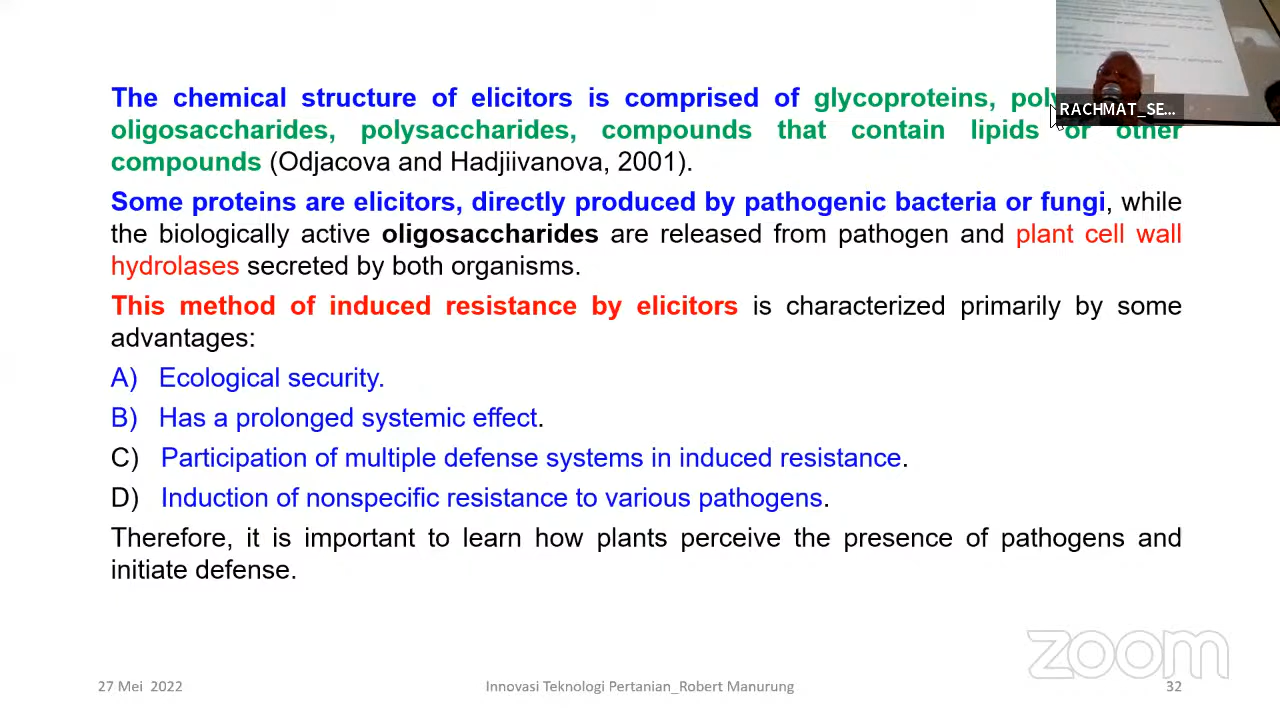 The chemical structure of elicitors is comprised of glycoproteins,
oligosaccharides, polysaccharides, compounds that contain lipids or other
compounds (Odjacova and Hadjiivanova, 2001).
Some proteins are elicitors, directly produced by pathogenic bacteria or fungi, while
the biologically active oligosaccharides are released from pathogen and plant cell wall
hydrolases secreted by both organisms.
This method of induced resistance by elicitors is characterized primarily by some
advantages:
A) Ecological security.
B) Has a prolonged systemic effect.
C) Participation of multiple defense systems in induced resistance.
D) Induction of nonspecific resistance to various pathogens.
Therefore, it is important to learn how plants perceive the presence of pathogens and
initiate defense.
RACHMAT_SE...
zoom
27 Mei 2022
Innovasi Teknologi Pertanian_Robert Manurung
32